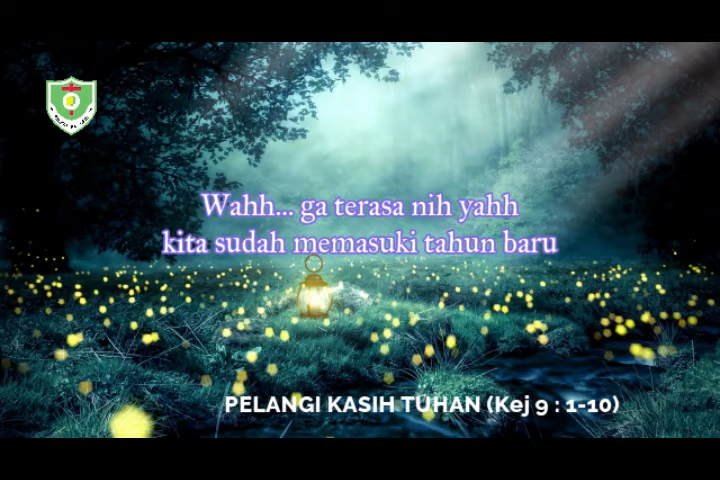 Wahh... ga terasa nih yahh
kita sudah memasuki tahun baru
PELANGI KASIH TUHAN (Kej 9 : 1-10)